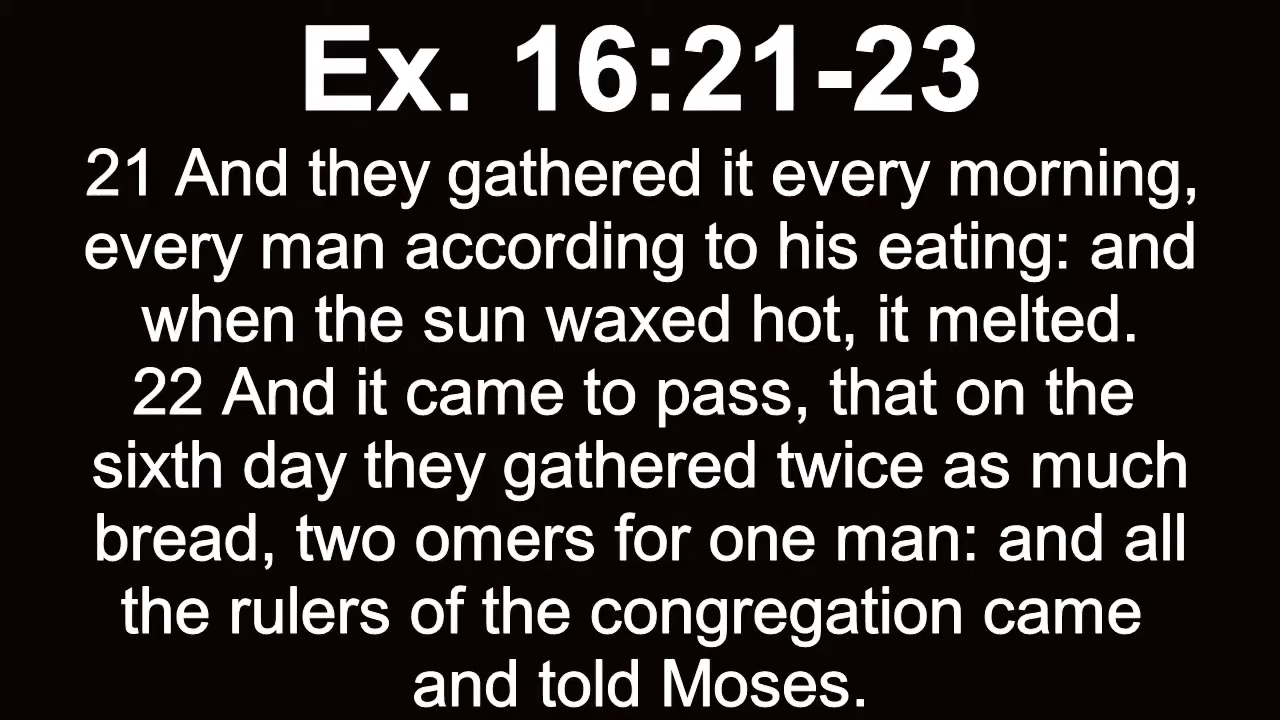 Ex. 16:21-23
21 And they gathered it every morning,
every man according to his eating: and
when the sun waxed hot, it melted.
22 And it came to pass, that on the
sixth day they gathered twice as much
bread, two omers for one man: and all
the rulers of the congregation came
and told Moses.